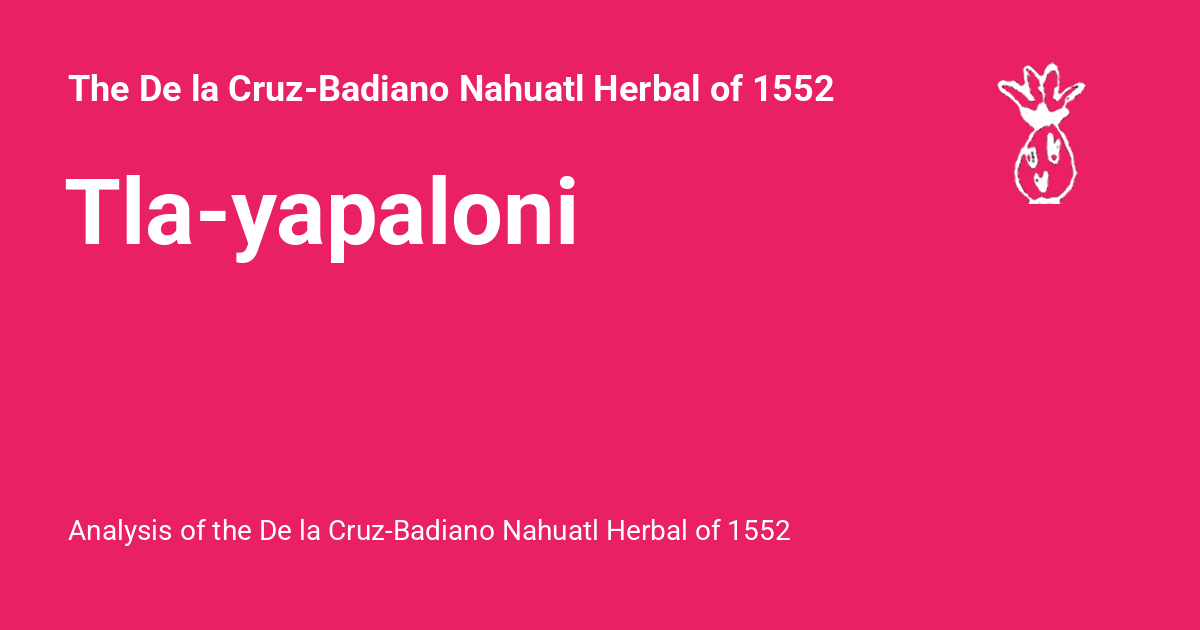 The De la Cruz-Badiano Nahuatl Herbal of 1552
Tla-yapaloni
Analysis of the De la Cruz-Badiano Nahuatl Herbal of 1552